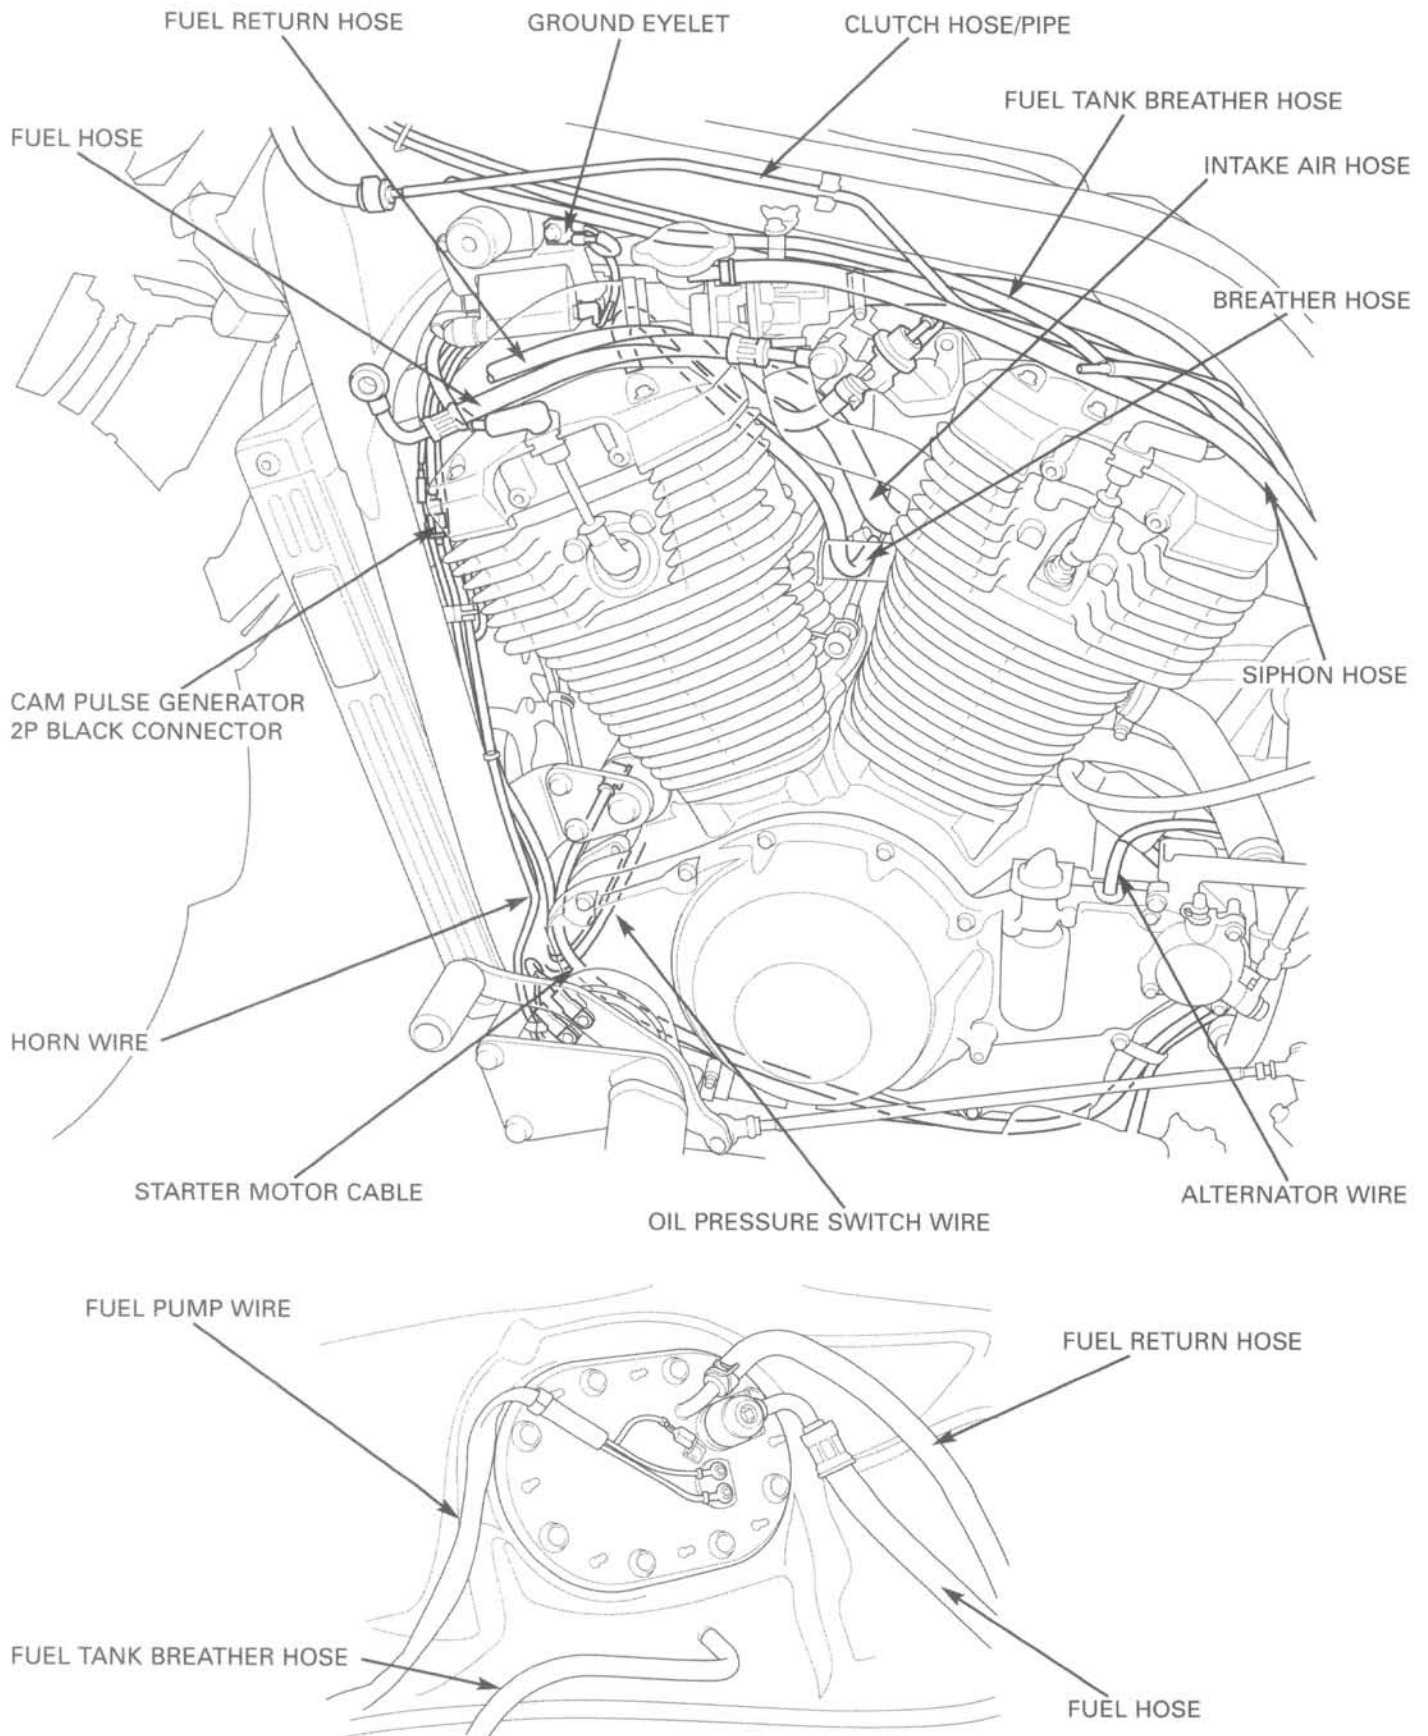 FUEL RETURN HOSE
GROUND EYELET
CLUTCH HOSE/PIPE
FUEL TANK BREATHER HOSE
FUEL HOSE
INTAKE AIR HOSE
BREATHER HOSE
SIPHON HOSE
CAM PULSE GENERATOR
2P BLACK CONNECTOR
HORN WIRE
STARTER MOTOR CABLE
ALTERNATOR WIRE
OIL PRESSURE SWITCH WIRE
FUEL PUMP WIRE
FUEL RETURN HOSE
FUEL TANK BREATHER HOSE
FUEL HOSE